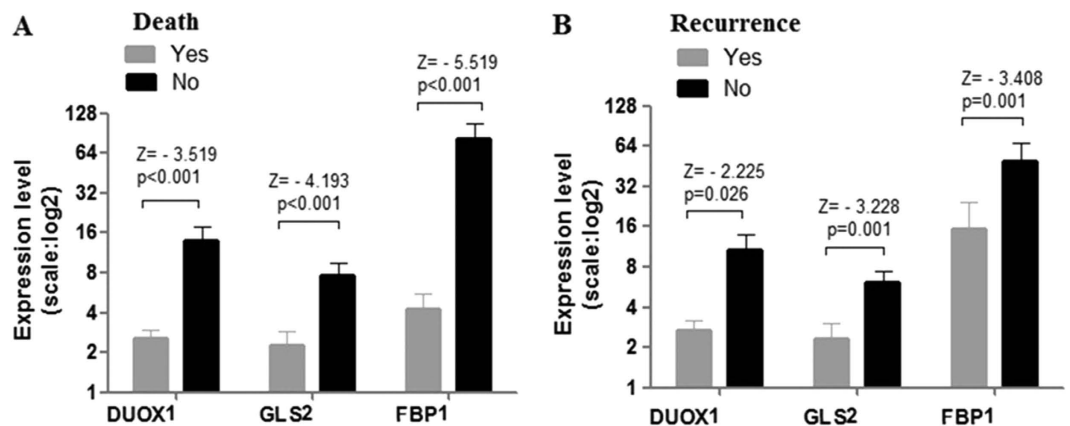 A
Death
Yes
No
Expression level
(scale:log2)
128
64
32
16
8
4
2
1
Z= - 3.519
p<0.001
Z= - 4.193
p<0.001
Z= - 5.519
p<0.001
DUOX1
GLS2
FBP1
B
Recurrence
Yes
No
Expression level
(scale:log2)
128
64
32
16
8
4
2
1
Z= - 2.225
p=0.026
Z= - 3.228
p=0.001
Z= - 3.408
p=0.001
DUOX1
GLS2
FBP1